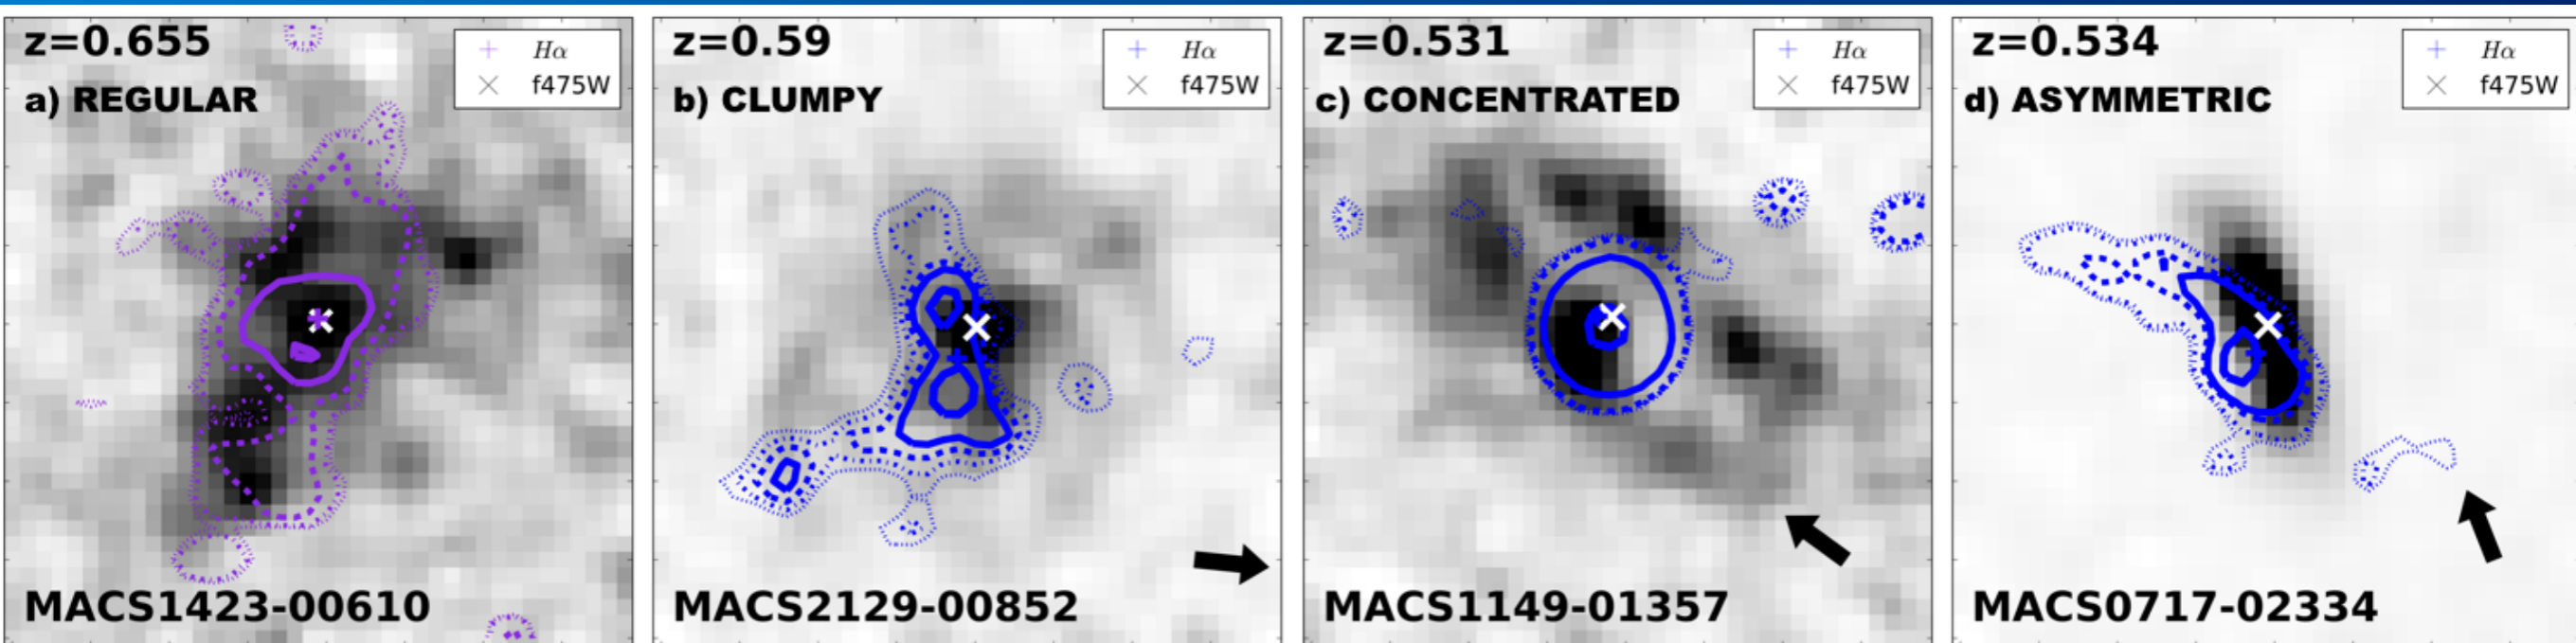 z=0.655
Hα
f475W
a) REGULAR
MACS1423-00610
z=0.59
Hα
f475W
b) CLUMPY
MACS2129-00852
z=0.531
Hα
f475W
c) CONCENTRATED
MACS1149-01357
z=0.534
Hα
f475W
d) ASYMMETRIC
MACS0717-02334